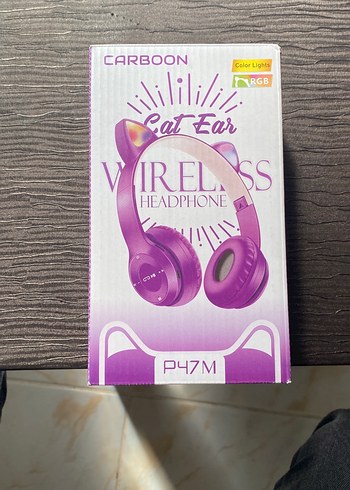 CARBOON
Color Lights
RGB
Cat Ear
WIRELESS
HEADPHONE
P47M